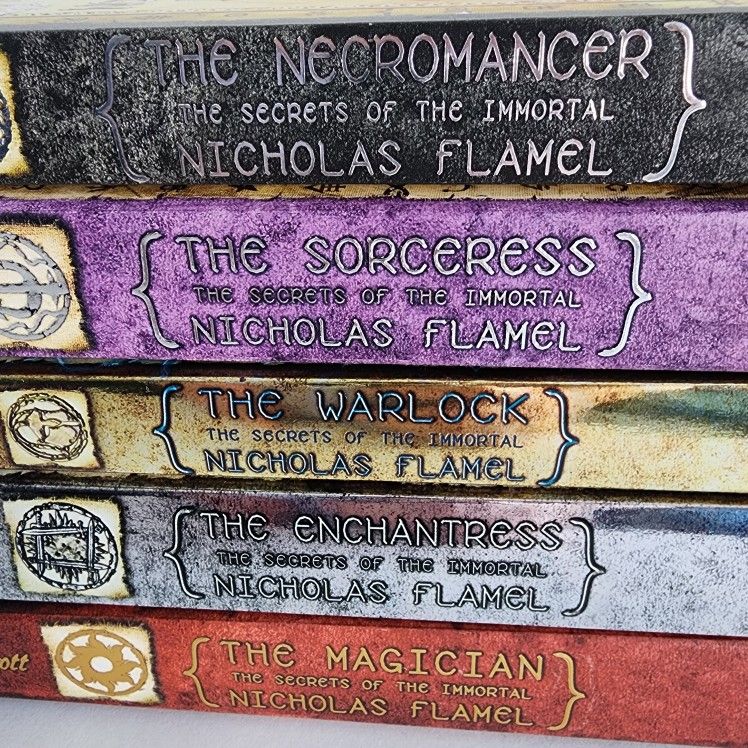 THE NECROMANCER
THE SECRETS OF THE IMMORTAL
NICHOLAS FLAMEL
THE SORCERESS
THE SECRETS OF THE IMMORTAL
NICHOLAS FLAMEL
THE WARLOCK
THE SECRETS OF THE IMMORTAL
NICHOLAS FLAMEL
THE ENCHANTRESS
THE SECRETS OF THE IMMORTAL
NICHOLAS FLAMEL
ott
THE MAGICIAN
THE SECRETS OF THE IMMORTAL
NICHOLAS FLAMEL